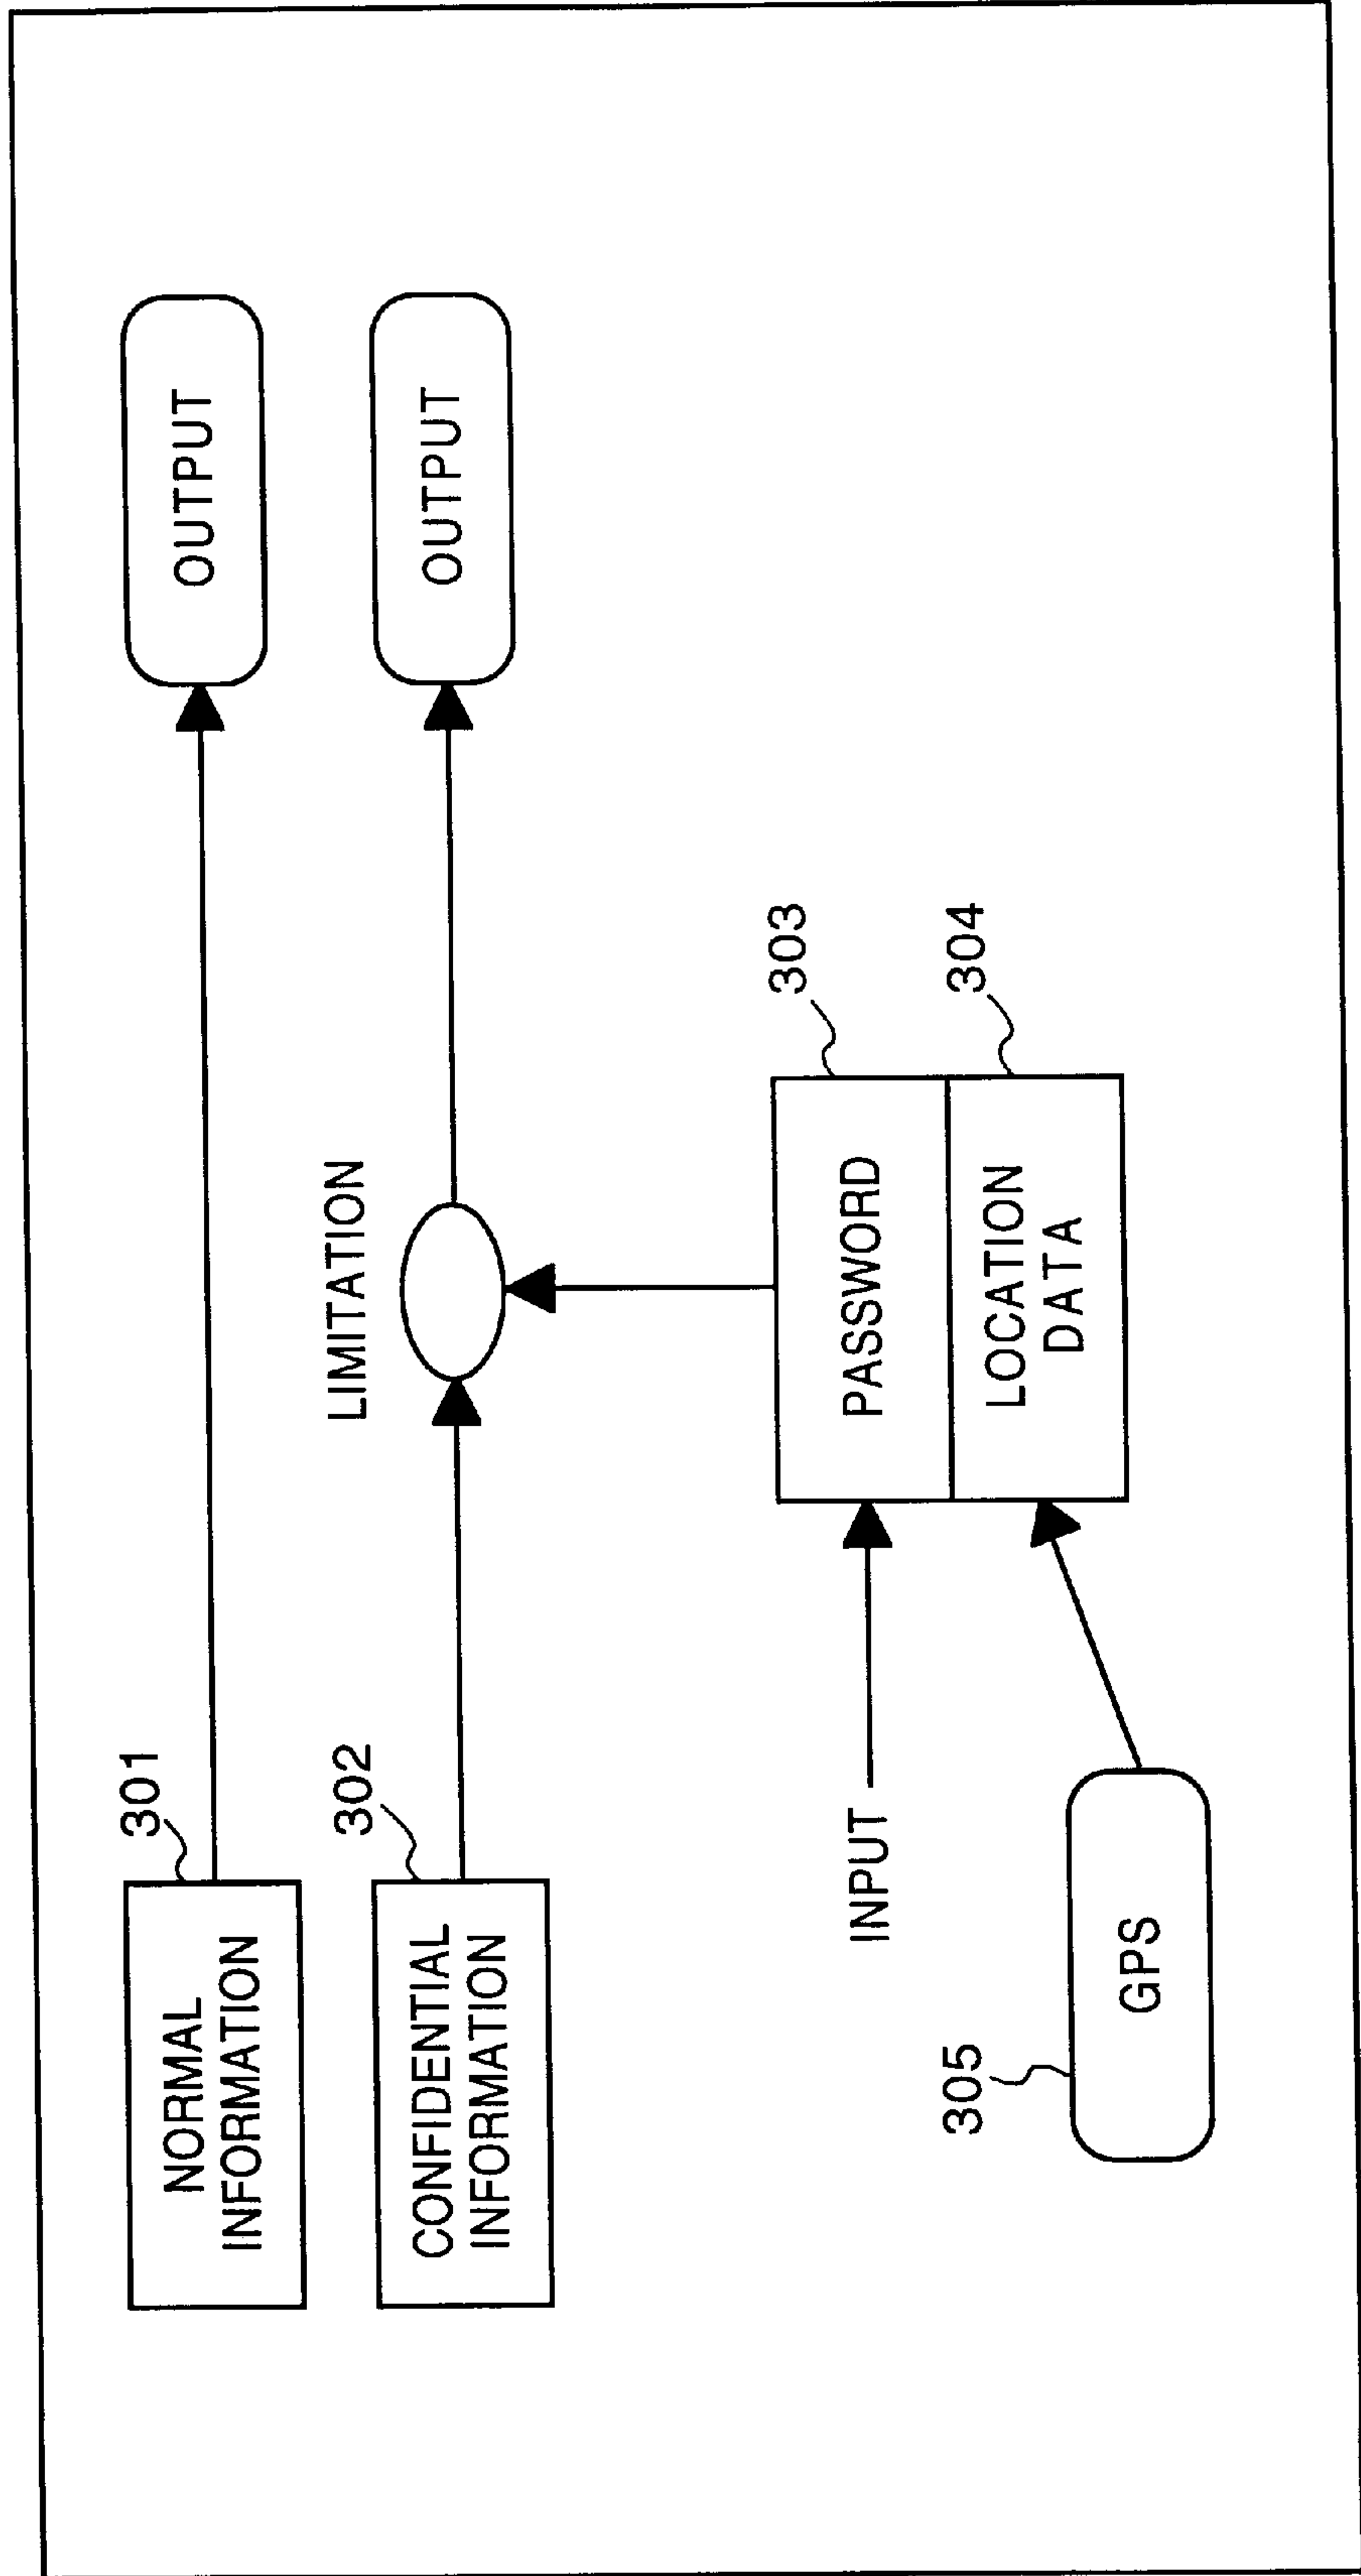 301
NORMAL
INFORMATION
OUTPUT
302
CONFIDENTIAL
INFORMATION
LIMITATION
OUTPUT
303
INPUT
PASSWORD
304
LOCATION
DATA
305
GPS